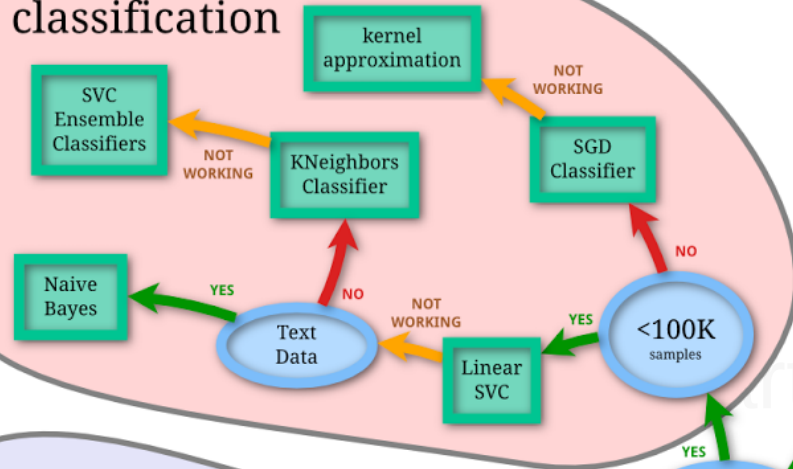 classification
kernel
approximation
NOT
WORKING
SVC
Ensemble
Classifiers
NOT
WORKING
KNeighbors
Classifier
SGD
Classifier
NO
Naive
Bayes
YES
NO
Text
Data
NOT
WORKING
Linear
SVC
YES
<100K
samples
YES